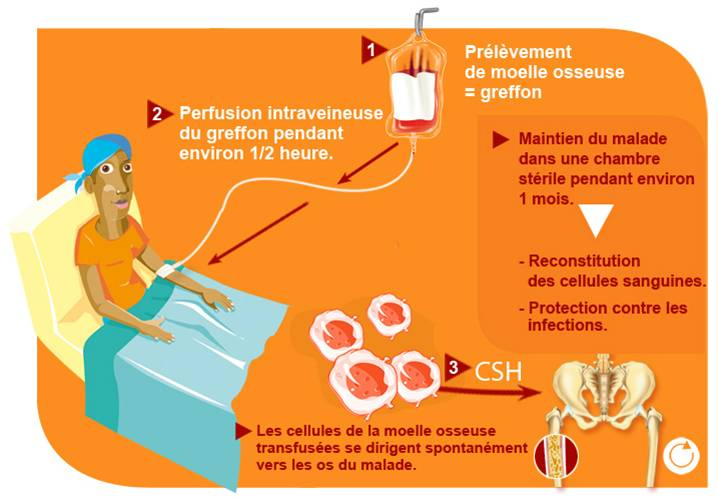 1
Prélèvement
de moelle osseuse
= greffon
2 Perfusion intraveineuse
du greffon pendant
environ 1/2 heure.
Maintien du malade
dans une chambre
stérile pendant environ
1 mois.
- Reconstitution
des cellules sanguines.
- Protection contre les
infections.
3 CSH
Les cellules de la moelle osseuse
transfusées se dirigent spontanément
vers les os du malade.